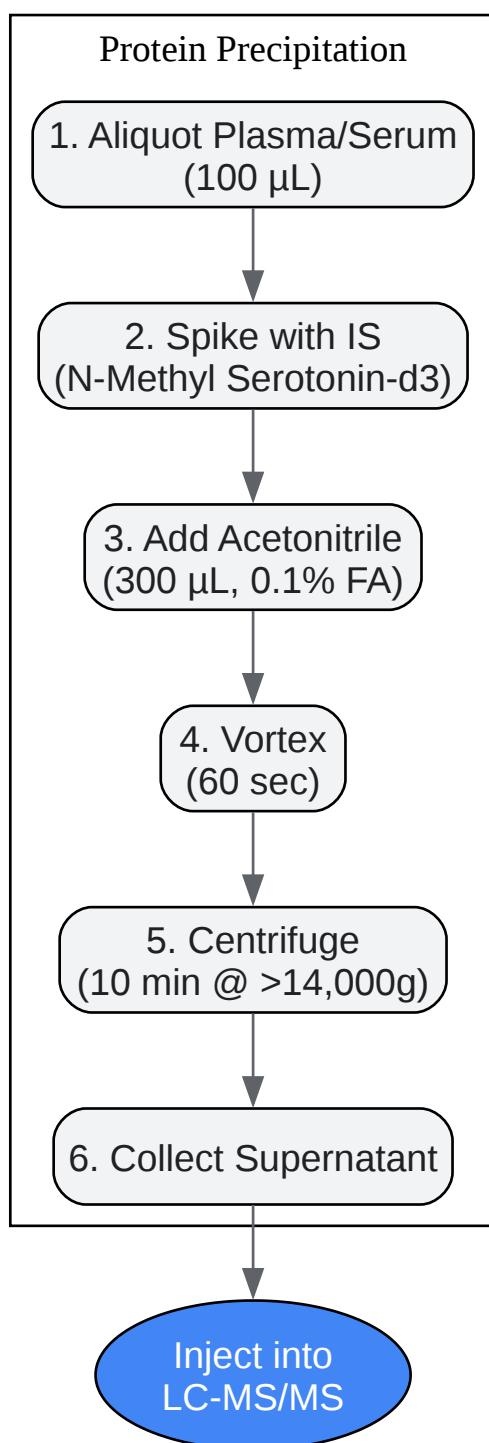 Protein Precipitation
1. Aliquot Plasma/Serum
(100 µL)
2. Spike with IS
(N-Methyl Serotonin-d3)
3. Add Acetonitrile
(300 µL, 0.1% FA)
4. Vortex
(60 sec)
5. Centrifuge
(10 min @ >14,000g)
6. Collect Supernatant
Inject into
LC-MS/MS